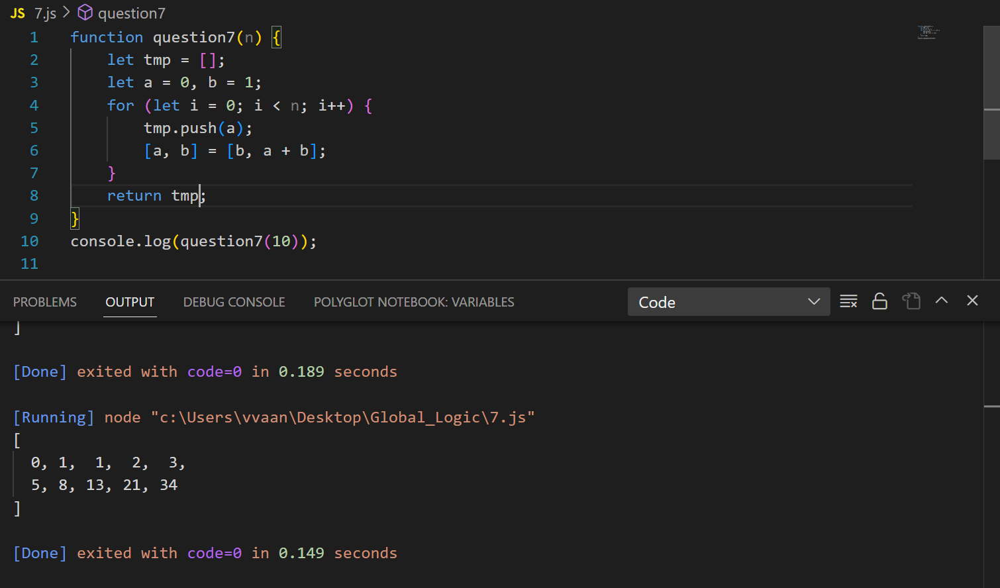 JS 7.js > question7
1 function question7(n) {
2     let tmp = [];
3     let a = 0, b = 1;
4     for (let i = 0; i < n; i++) {
5         tmp.push(a);
6         [a, b] = [b, a + b];
7     }
8     return tmp;
9 }
10 console.log(question7(10));
11
PROBLEMS OUTPUT DEBUG CONSOLE POLYGLOT NOTEBOOK: VARIABLES Code
]
[Done] exited with code=0 in 0.189 seconds
[Running] node "c:\Users\vvaan\Desktop\Global_Logic\7.js"
[
  0, 1,  1,  2,  3,
  5, 8, 13, 21, 34
]
[Done] exited with code=0 in 0.149 seconds